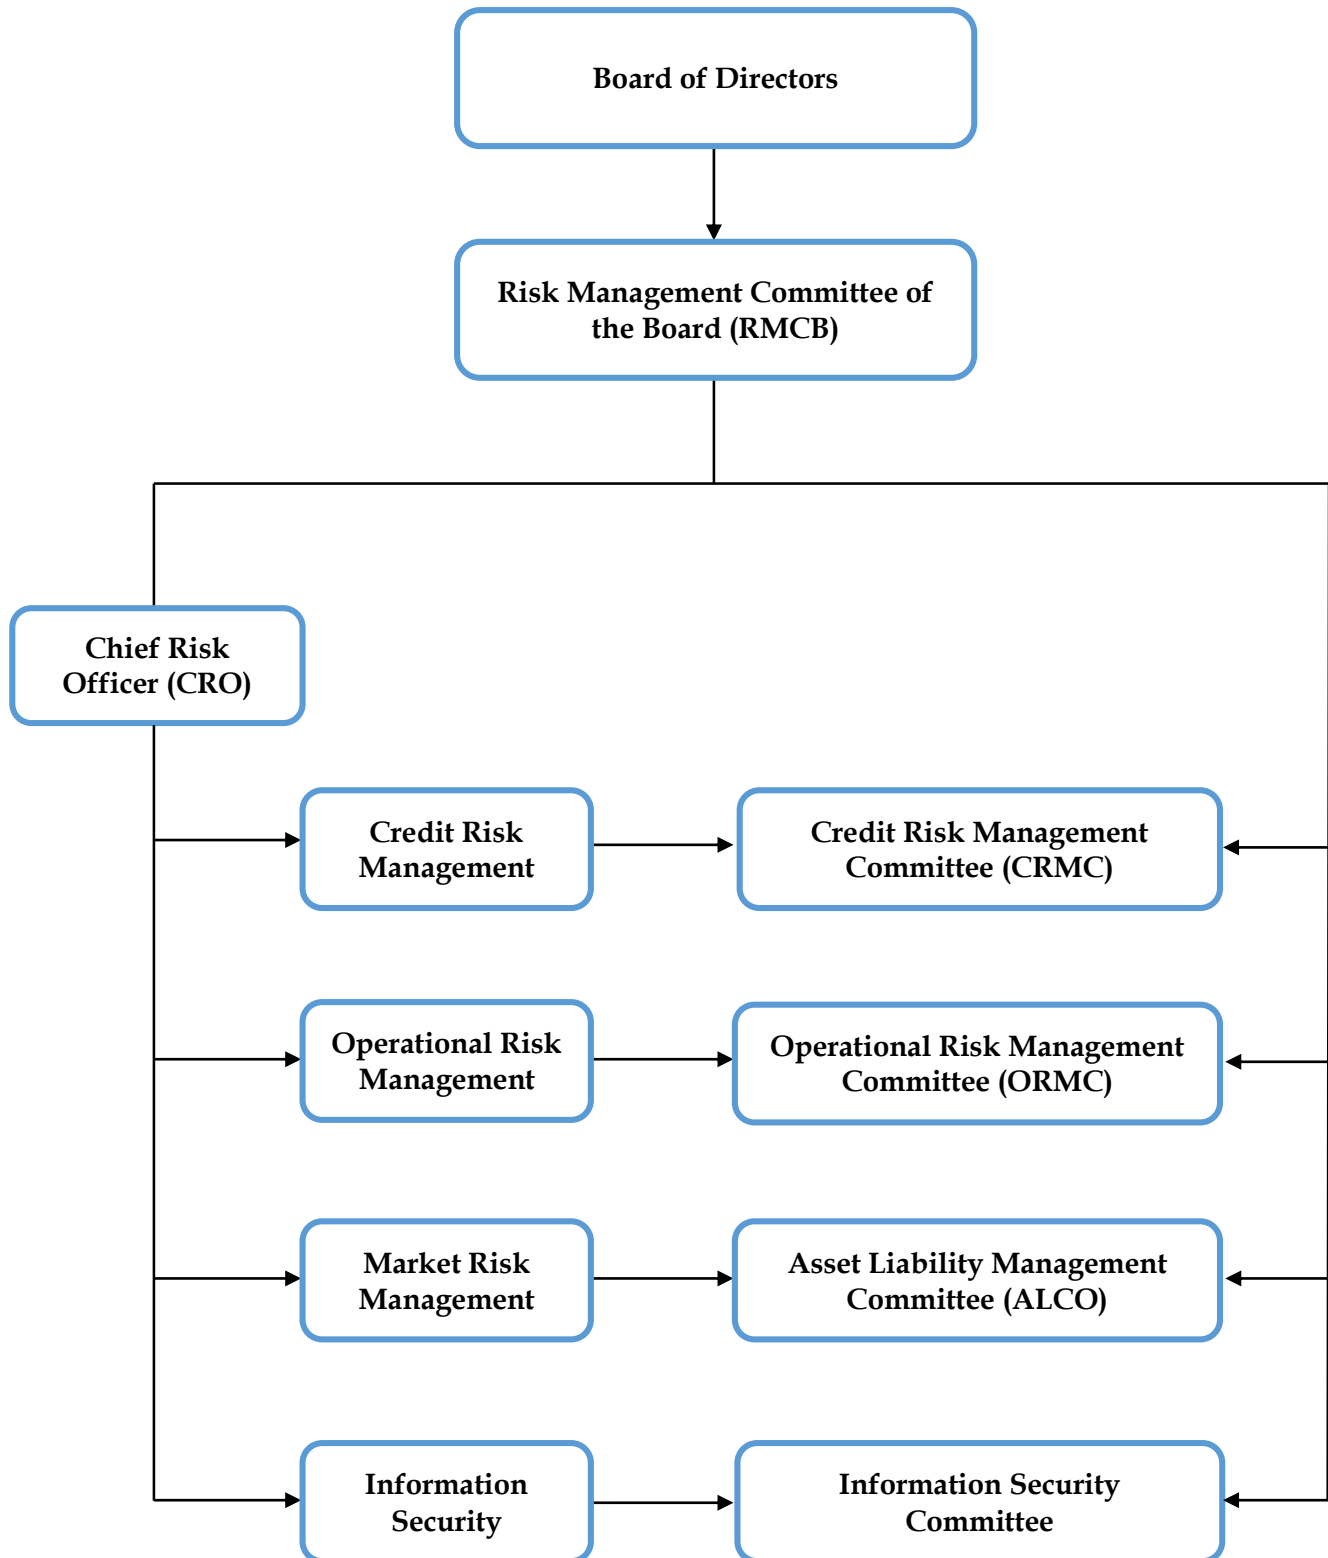 Board of Directors
Risk Management Committee of
the Board (RMCB)
Chief Risk
Officer (CRO)
Credit Risk
Management
Credit Risk Management
Committee (CRMC)
Operational Risk
Management
Operational Risk Management
Committee (ORMC)
Market Risk
Management
Asset Liability Management
Committee (ALCO)
Information
Security
Information Security
Committee